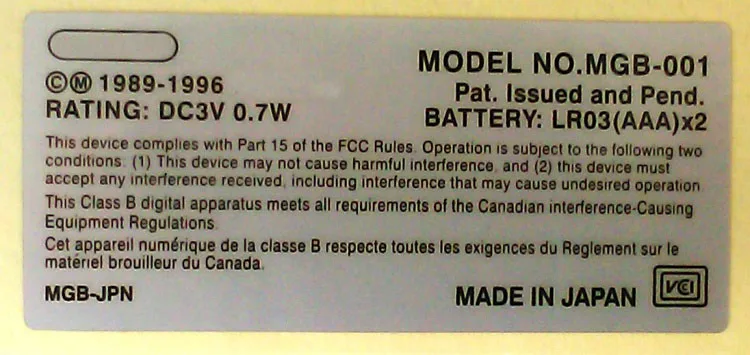 ©Ⓜ 1989-1996
RATING: DC3V 0.7W
MODEL NO.MGB-001
Pat. Issued and Pend.
BATTERY: LR03(AAA)x2
This device complies with Part 15 of the FCC Rules. Operation is subject to the following two
conditions. (1) This device may not cause harmful interference, and (2) this device must
accept any interference received, including interference that may cause undesired operation.
This Class B digital apparatus meets all requirements of the Canadian interference-Causing
Equipment Regulations.
Cet appareil numérique de la classe B respecte toutes les exigences du Reglement sur le
matériel brouilleur du Canada.
MGB-JPN
MADE IN JAPAN
VCI